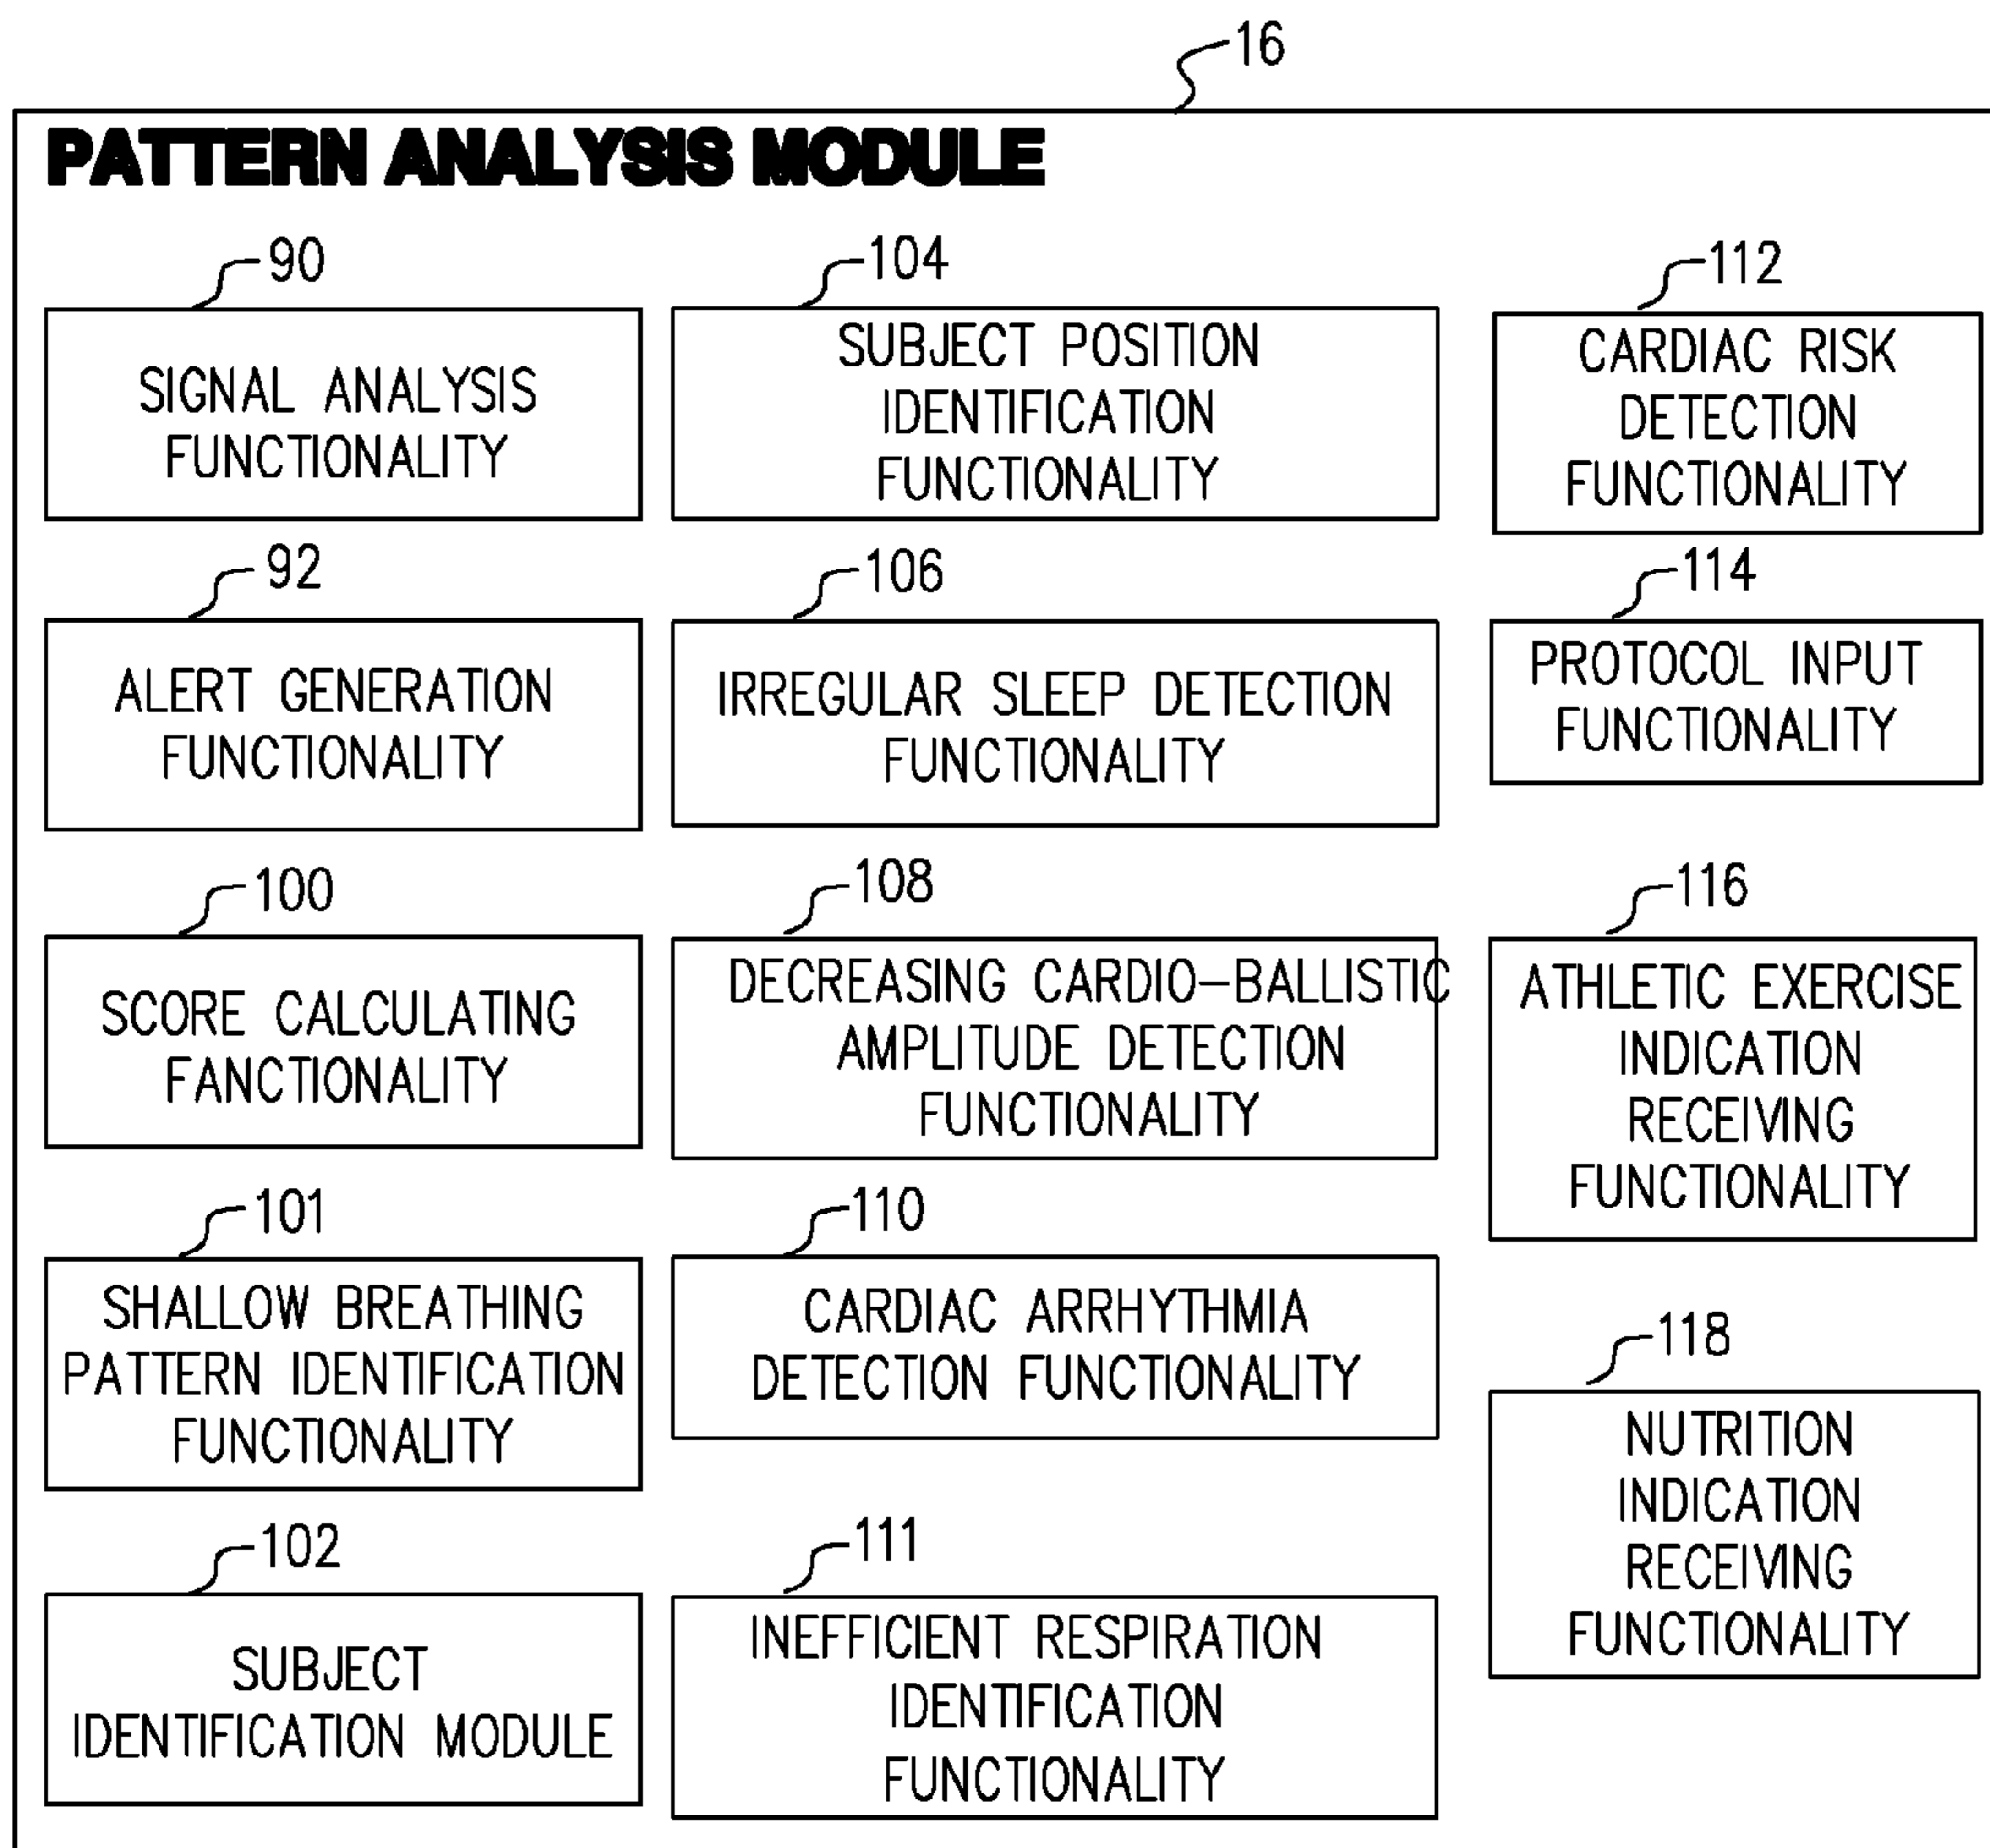 16
PATTERN ANALYSIS MODULE
90
SIGNAL ANALYSIS
FUNCTIONALITY
92
ALERT GENERATION
FUNCTIONALITY
100
SCORE CALCULATING
FANCTIONALITY
101
SHALLOW BREATHING
PATTERN IDENTIFICATION
FUNCTIONALITY
102
SUBJECT
IDENTIFICATION MODULE
104
SUBJECT POSITION
IDENTIFICATION
FUNCTIONALITY
106
IRREGULAR SLEEP DETECTION
FUNCTIONALITY
108
DECREASING CARDIO-BALLISTIC
AMPLITUDE DETECTION
FUNCTIONALITY
110
CARDIAC ARRHYTHMIA
DETECTION FUNCTIONALITY
111
INEFFICIENT RESPIRATION
IDENTIFICATION
FUNCTIONALITY
112
CARDIAC RISK
DETECTION
FUNCTIONALITY
114
PROTOCOL INPUT
FUNCTIONALITY
116
ATHLETIC EXERCISE
INDICATION
RECEIVING
FUNCTIONALITY
118
NUTRITION
INDICATION
RECEIVING
FUNCTIONALITY